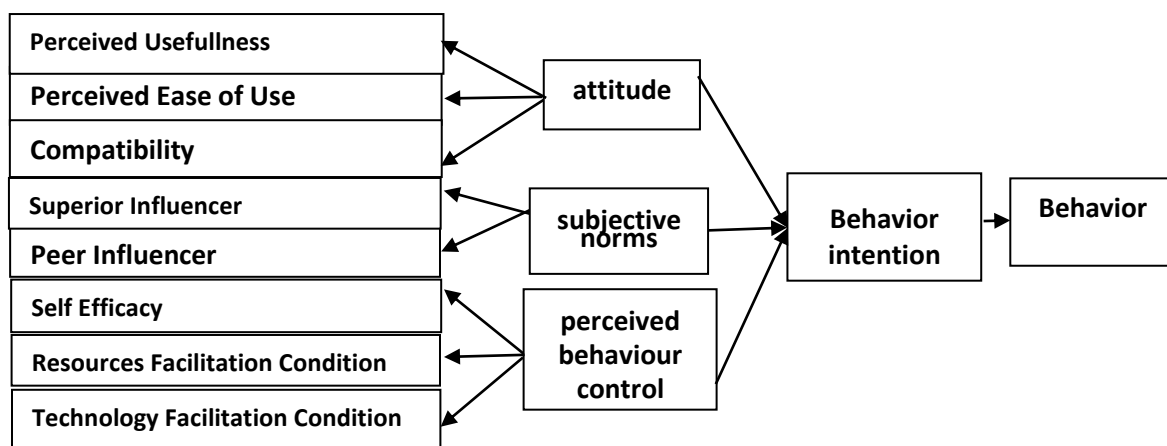 Perceived Usefullness
Perceived Ease of Use
Compatibility
Superior Influencer
Peer Influencer
Self Efficacy
Resources Facilitation Condition
Technology Facilitation Condition
attitude
subjective
norms
perceived
behaviour
control
Behavior
intention
Behavior